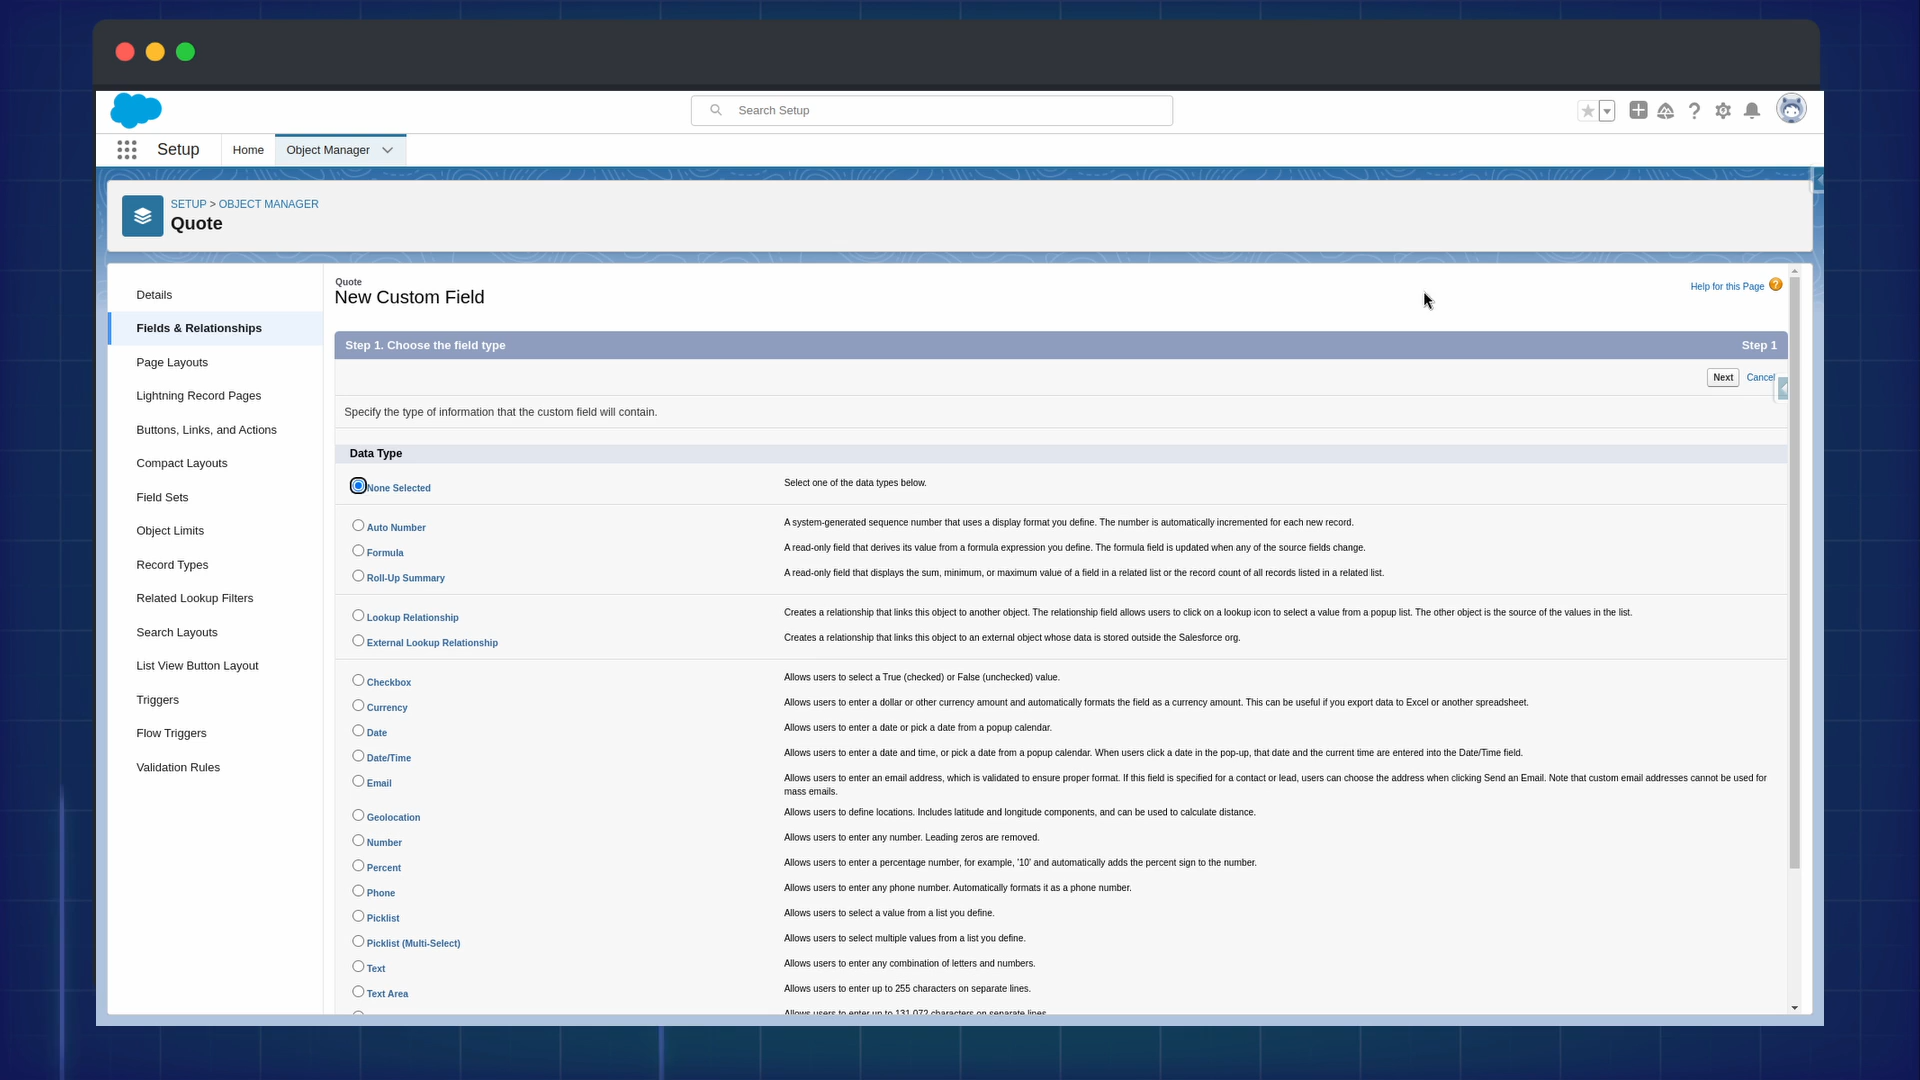 Search Setup
Setup
Home
Object Manager
SETUP > OBJECT MANAGER
Quote
Details
Fields & Relationships
Page Layouts
Lightning Record Pages
Buttons, Links, and Actions
Compact Layouts
Field Sets
Object Limits
Record Types
Related Lookup Filters
Search Layouts
List View Button Layout
Triggers
Flow Triggers
Validation Rules
Quote
New Custom Field
Help for this Page
Step 1. Choose the field type
Step 1
Next
Cancel
Specify the type of information that the custom field will contain.
Data Type
None Selected
Select one of the data types below.
Auto Number
A system-generated sequence number that uses a display format you define. The number is automatically incremented for each new record.
Formula
A read-only field that derives its value from a formula expression you define. The formula field is updated when any of the source fields change.
Roll-Up Summary
A read-only field that displays the sum, minimum, or maximum value of a field in a related list or the record count of all records listed in a related list.
Lookup Relationship
Creates a relationship that links this object to another object. The relationship field allows users to click on a lookup icon to select a value from a popup list. The other object is the source of the values in the list.
External Lookup Relationship
Creates a relationship that links this object to an external object whose data is stored outside the Salesforce org.
Checkbox
Allows users to select a True (checked) or False (unchecked) value.
Currency
Allows users to enter a dollar or other currency amount and automatically formats the field as a currency amount. This can be useful if you export data to Excel or another spreadsheet.
Date
Allows users to enter a date or pick a date from a popup calendar.
Date/Time
Allows users to enter a date and time, or pick a date from a popup calendar. When users click a date in the pop-up, that date and the current time are entered into the Date/Time field.
Email
Allows users to enter an email address, which is validated to ensure proper format. If this field is specified for a contact or lead, users can choose the address when clicking Send an Email. Note that custom email addresses cannot be used for
mass emails.
Geolocation
Allows users to define locations. Includes latitude and longitude components, and can be used to calculate distance.
Number
Allows users to enter any number. Leading zeros are removed.
Percent
Allows users to enter a percentage number, for example, '10' and automatically adds the percent sign to the number.
Phone
Allows users to enter any phone number. Automatically formats it as a phone number.
Picklist
Allows users to select a value from a list you define.
Picklist (Multi-Select)
Allows users to select multiple values from a list you define.
Text
Allows users to enter any combination of letters and numbers.
Text Area
Allows users to enter up to 255 characters on separate lines.
Allows users to enter up to 131,072 characters on separate lines.